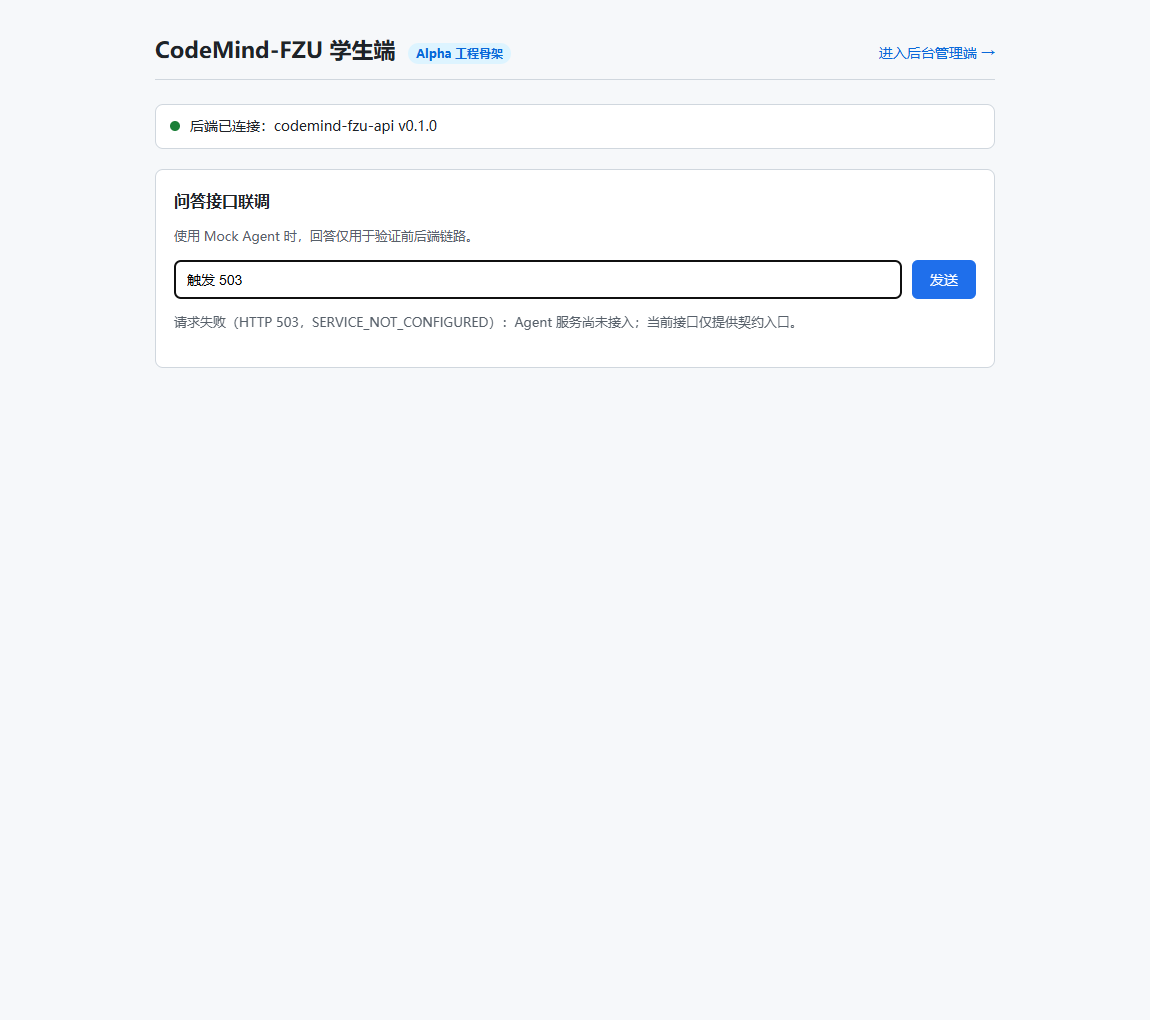 CodeMind-FZU 学生端 Alpha 工程骨架 进入后台管理端 →
后端已连接：codemind-fzu-api v0.1.0
问答接口联调
使用 Mock Agent 时，回答仅用于验证前后端链路。
触发 503 发送
请求失败（HTTP 503，SERVICE_NOT_CONFIGURED）：Agent 服务尚未接入；当前接口仅提供契约入口。